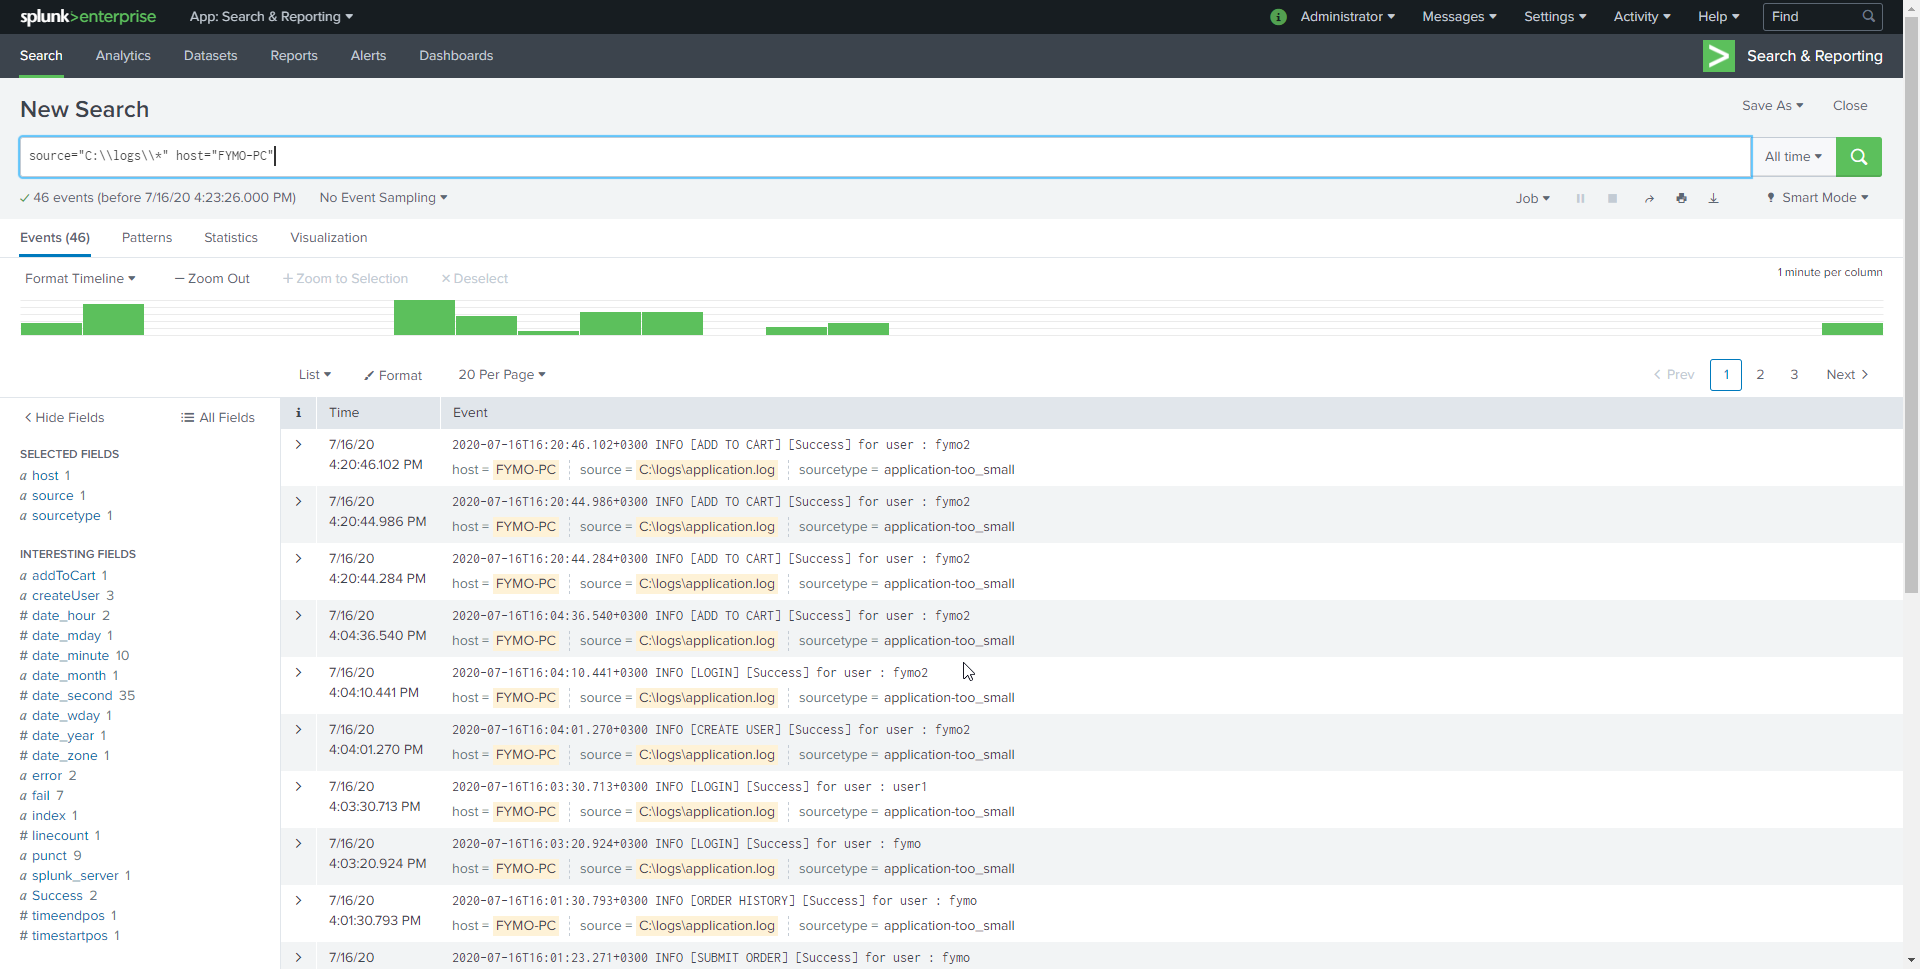 splunk>enterprise App: Search & Reporting i Administrator Messages Settings Activity Help Find
Search Analytics Datasets Reports Alerts Dashboards Search & Reporting
New Search Save As Close
source="C:\\logs\\*" host="FYMO-PC" All time
✓ 46 events (before 7/16/20 4:23:26.000 PM) No Event Sampling Job Smart Mode
Events (46) Patterns Statistics Visualization
Format Timeline — Zoom Out + Zoom to Selection × Deselect 1 minute per column
List Format 20 Per Page < Prev 1 2 3 Next >
< Hide Fields All Fields
SELECTED FIELDS
a host 1
a source 1
a sourcetype 1
INTERESTING FIELDS
a addToCart 1
a createUser 3
# date_hour 2
# date_mday 1
# date_minute 10
a date_month 1
# date_second 35
a date_wday 1
# date_year 1
# date_zone 1
a error 2
a fail 7
a index 1
# linecount 1
a punct 9
a splunk_server 1
a Success 2
# timeendpos 1
# timestartpos 1
i Time Event
> 7/16/20 2020-07-16T16:20:46.102+0300 INFO [ADD TO CART] [Success] for user : fymo2
4:20:46.102 PM host = FYMO-PC source = C:\logs\application.log sourcetype = application-too_small
> 7/16/20 2020-07-16T16:20:44.986+0300 INFO [ADD TO CART] [Success] for user : fymo2
4:20:44.986 PM host = FYMO-PC source = C:\logs\application.log sourcetype = application-too_small
> 7/16/20 2020-07-16T16:20:44.284+0300 INFO [ADD TO CART] [Success] for user : fymo2
4:20:44.284 PM host = FYMO-PC source = C:\logs\application.log sourcetype = application-too_small
> 7/16/20 2020-07-16T16:04:36.540+0300 INFO [ADD TO CART] [Success] for user : fymo2
4:04:36.540 PM host = FYMO-PC source = C:\logs\application.log sourcetype = application-too_small
> 7/16/20 2020-07-16T16:04:10.441+0300 INFO [LOGIN] [Success] for user : fymo2
4:04:10.441 PM host = FYMO-PC source = C:\logs\application.log sourcetype = application-too_small
> 7/16/20 2020-07-16T16:04:01.270+0300 INFO [CREATE USER] [Success] for user : fymo2
4:04:01.270 PM host = FYMO-PC source = C:\logs\application.log sourcetype = application-too_small
> 7/16/20 2020-07-16T16:03:30.713+0300 INFO [LOGIN] [Success] for user : user1
4:03:30.713 PM host = FYMO-PC source = C:\logs\application.log sourcetype = application-too_small
> 7/16/20 2020-07-16T16:03:20.924+0300 INFO [LOGIN] [Success] for user : fymo
4:03:20.924 PM host = FYMO-PC source = C:\logs\application.log sourcetype = application-too_small
> 7/16/20 2020-07-16T16:01:30.793+0300 INFO [ORDER HISTORY] [Success] for user : fymo
4:01:30.793 PM host = FYMO-PC source = C:\logs\application.log sourcetype = application-too_small
> 7/16/20 2020-07-16T16:01:23.271+0300 INFO [SUBMIT ORDER] [Success] for user : fymo